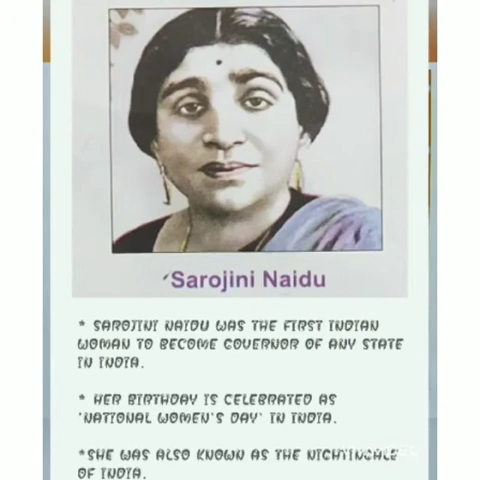 Sarojini Naidu
* SAROJINI NAIDU WAS THE FIRST INDIAN
WOMAN TO BECOME GOVERNOR OF ANY STATE
IN INDIA.
* HER BIRTHDAY IS CELEBRATED AS
'NATIONAL WOMEN'S DAY' IN INDIA.
*SHE WAS ALSO KNOWN AS THE NIGHTINGALE
OF INDIA.